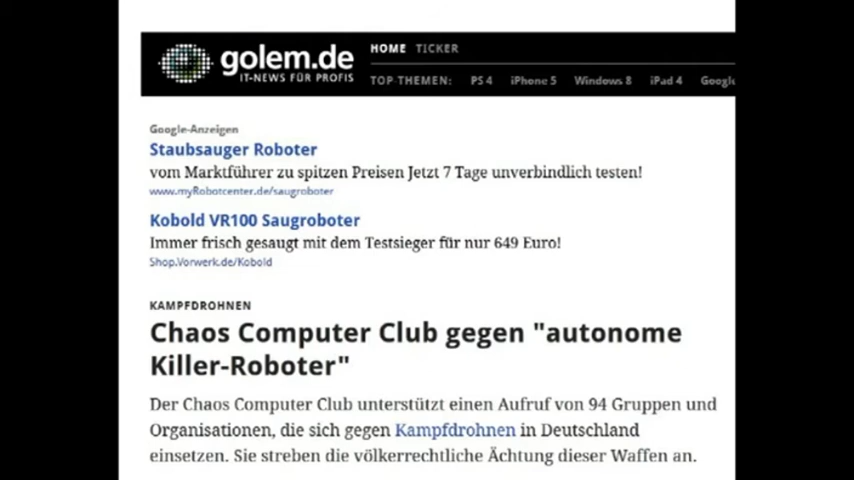 golem.de
IT-NEWS FÜR PROFIS
HOME TICKER
TOP-THEMEN: PS 4 iPhone 5 Windows 8 iPad 4 Google
Google-Anzeigen
Staubsauger Roboter
vom Marktführer zu spitzen Preisen Jetzt 7 Tage unverbindlich testen!
www.myRobotcenter.de/saugroboter
Kobold VR100 Saugroboter
Immer frisch gesaugt mit dem Testsieger für nur 649 Euro!
Shop.Vorwerk.de/Kobold
KAMPFDROHNEN
Chaos Computer Club gegen "autonome
Killer-Roboter"
Der Chaos Computer Club unterstützt einen Aufruf von 94 Gruppen und
Organisationen, die sich gegen Kampfdrohnen in Deutschland
einsetzen. Sie streben die völkerrechtliche Ächtung dieser Waffen an.